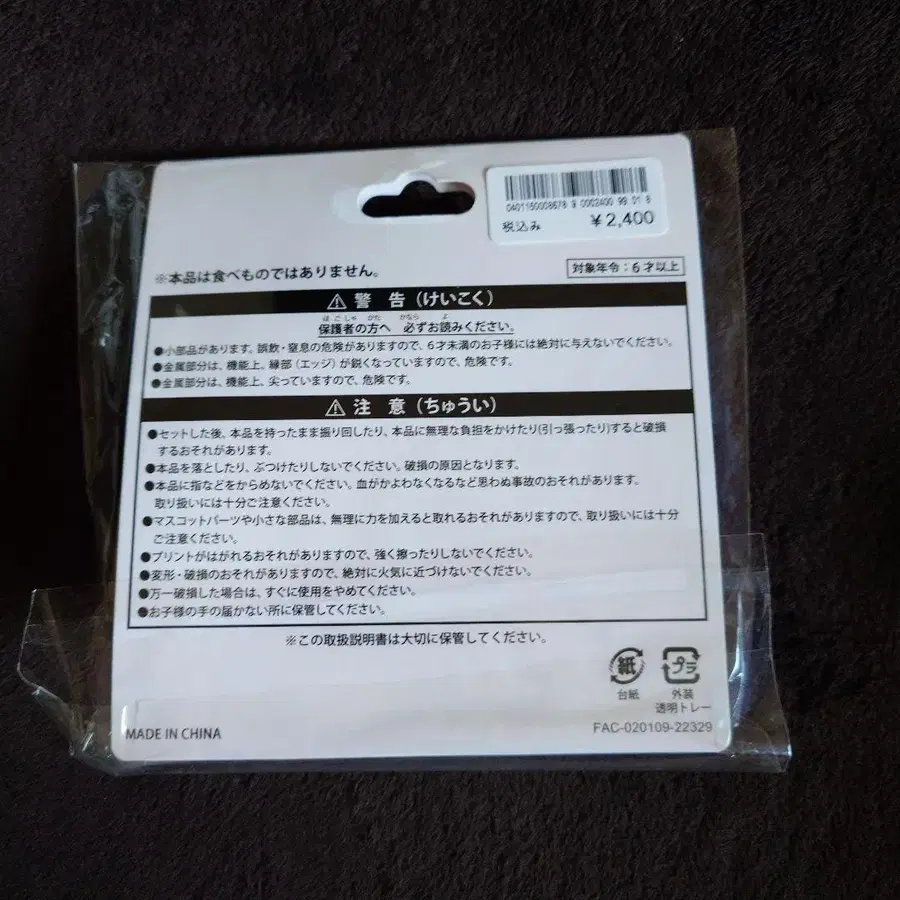 0401150008678 9 0002400 99 01 8
税込み ¥2,400
※本品は食べものではありません。
対象年令:6才以上
⚠警 告(けいこく)
ほごしゃ かた かなら よ
保護者の方へ 必ずお読みください。
●小部品があります。誤飲・窒息の危険がありますので、6才未満のお子様には絶対に与えないでください。
●金属部分は、機能上、縁部(エッジ)が鋭くなっていますので、危険です。
●金属部分は、機能上、尖っていますので、危険です。
⚠注 意(ちゅうい)
●セットした後、本品を持ったまま振り回したり、本品に無理な負担をかけたり(引っ張ったり)すると破損
するおそれがあります。
●本品を落としたり、ぶつけたりしないでください。破損の原因となります。
●本品に指などをからめないでください。血がかよわなくなるなど思わぬ事故のおそれがあります。
取り扱いには十分ご注意ください。
●マスコットパーツや小さな部品は、無理に力を加えると取れるおそれがありますので、取り扱いには十分
ご注意ください。
●プリントがはがれるおそれがありますので、強く擦ったりしないでください。
●変形・破損のおそれがありますので、絶対に火気に近づけないでください。
●万一破損した場合は、すぐに使用をやめてください。
●お子様の手の届かない所に保管してください。
※この取扱説明書は大切に保管してください。
紙 プラ
台紙 外装
透明トレー
MADE IN CHINA
FAC-020109-22329